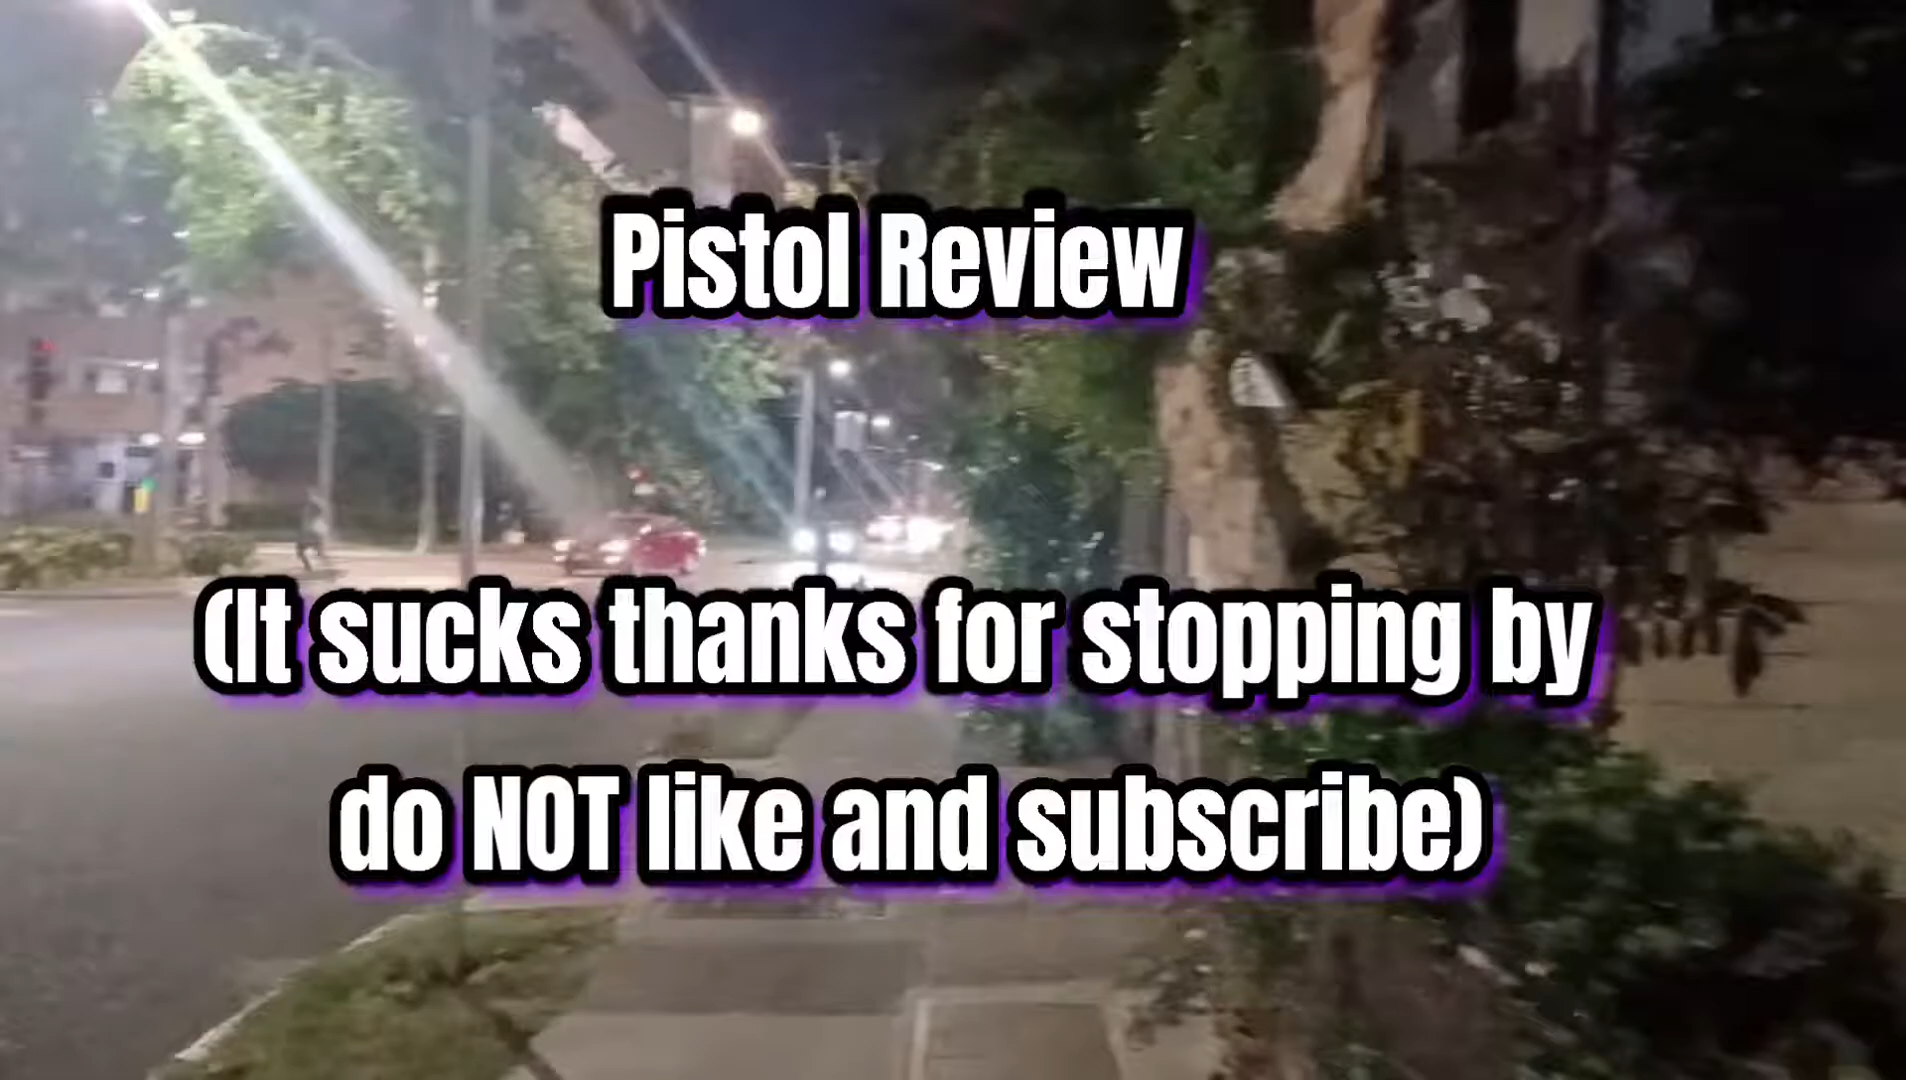 Pistol Review
(It sucks thanks for stopping by
do NOT like and subscribe)